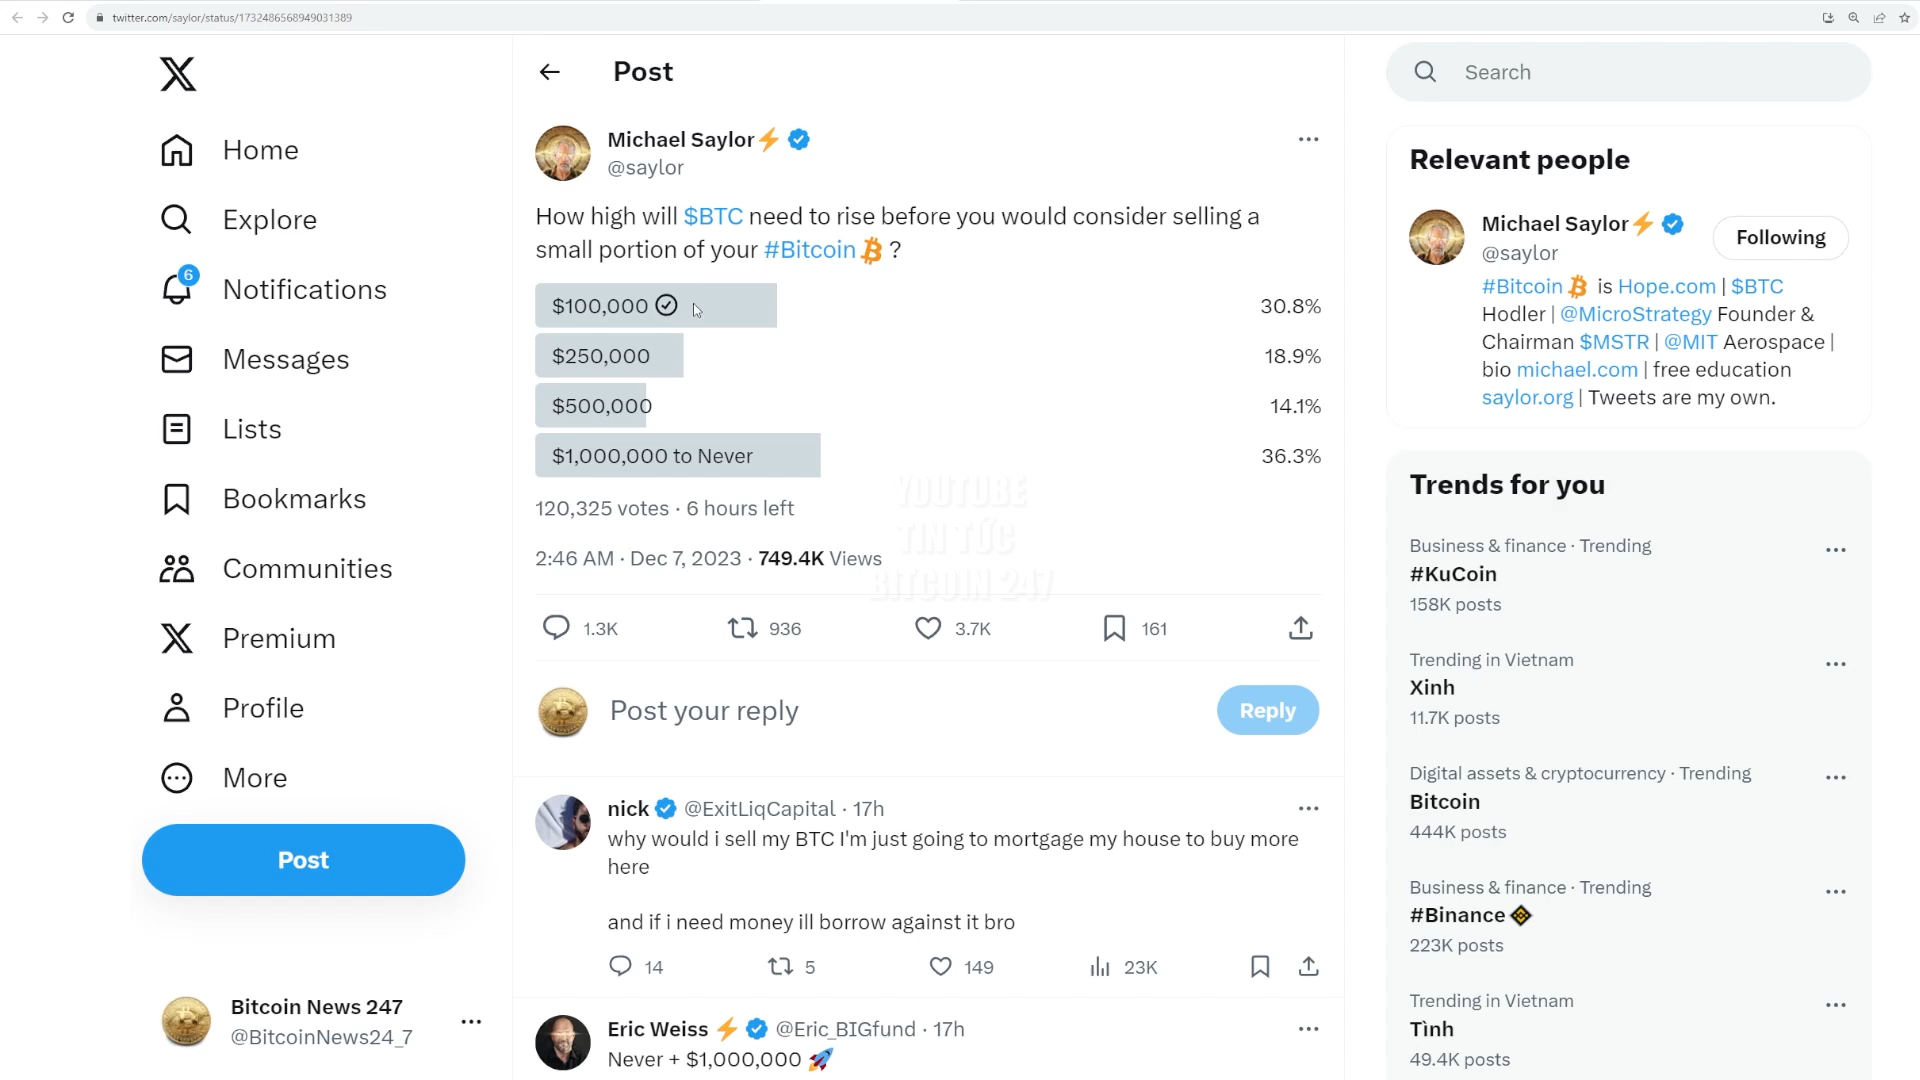 twitter.com/saylor/status/1732486568949031389
Home
Explore
6
Notifications
Messages
Lists
Bookmarks
Communities
Premium
Profile
More
Post
Bitcoin News 247
@BitcoinNews24_7
Post
Michael Saylor⚡
@saylor
How high will $BTC need to rise before you would consider selling a
small portion of your #Bitcoin ?
$100,000 30.8%
$250,000 18.9%
$500,000 14.1%
$1,000,000 to Never 36.3%
120,325 votes · 6 hours left
2:46 AM · Dec 7, 2023 · 749.4K Views
YOUTUBE
TIN TỨC
BITCOIN 247
1.3K 936 3.7K 161
Post your reply
Reply
nick @ExitLiqCapital · 17h
why would i sell my BTC I'm just going to mortgage my house to buy more
here
and if i need money ill borrow against it bro
14 5 149 23K
Eric Weiss ⚡ @Eric_BIGfund · 17h
Never + $1,000,000 🚀
Search
Relevant people
Michael Saylor⚡
@saylor
Following
#Bitcoin is Hope.com | $BTC
Hodler | @MicroStrategy Founder &
Chairman $MSTR | @MIT Aerospace |
bio michael.com | free education
saylor.org | Tweets are my own.
Trends for you
Business & finance · Trending
#KuCoin
158K posts
Trending in Vietnam
Xinh
11.7K posts
Digital assets & cryptocurrency · Trending
Bitcoin
444K posts
Business & finance · Trending
#Binance
223K posts
Trending in Vietnam
Tình
49.4K posts